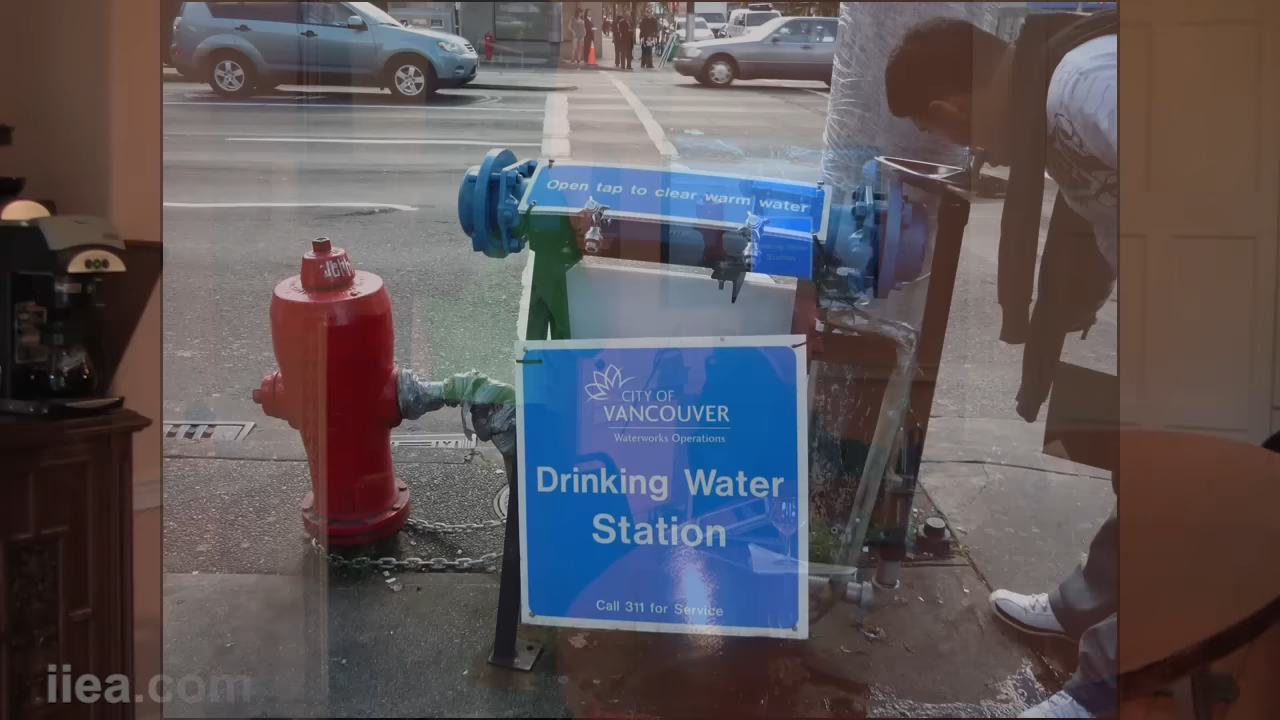 Open tap to clear warm water
Station
CITY OF
VANCOUVER
Waterworks Operations
Drinking Water
Station
Call 311 for Service
iiea.com